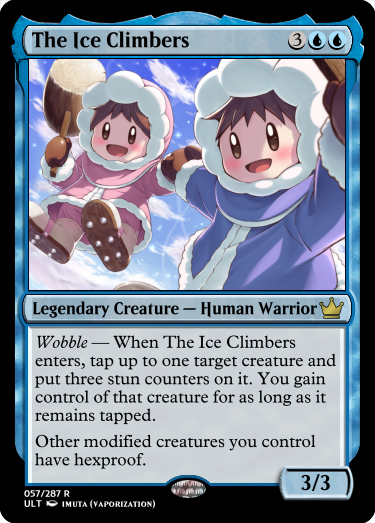 The Ice Climbers 3
Legendary Creature — Human Warrior
Wobble — When The Ice Climbers
enters, tap up to one target creature and
put three stun counters on it. You gain
control of that creature for as long as it
remains tapped.
Other modified creatures you control
have hexproof.
3/3
057/287 R
ULT IMUTA (VAPORIZATION)